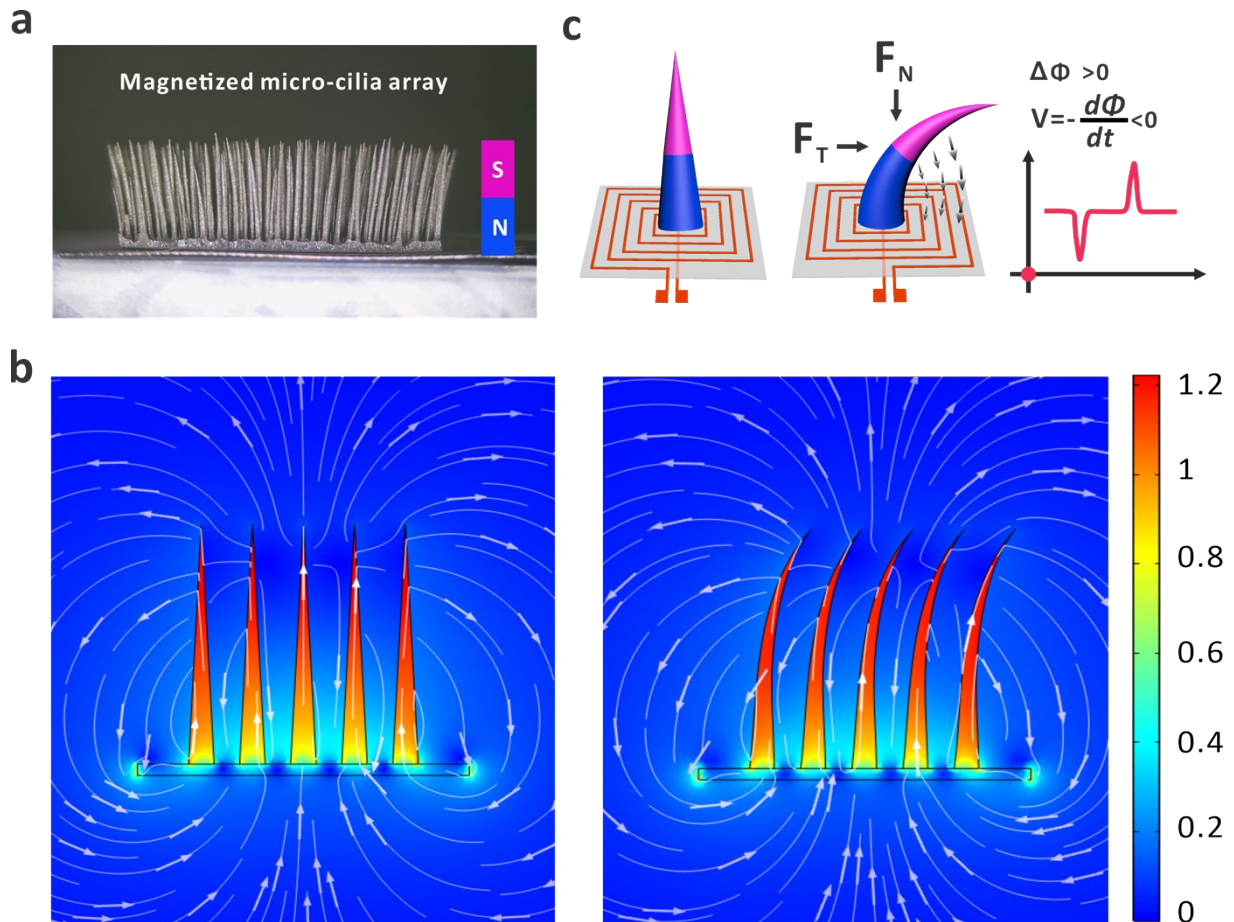 a
Magnetized micro-cilia array
S
N
c
F_N
F_T
ΔΦ >0
V=-dΦ/dt<0
b
1.2
1
0.8
0.6
0.4
0.2
0